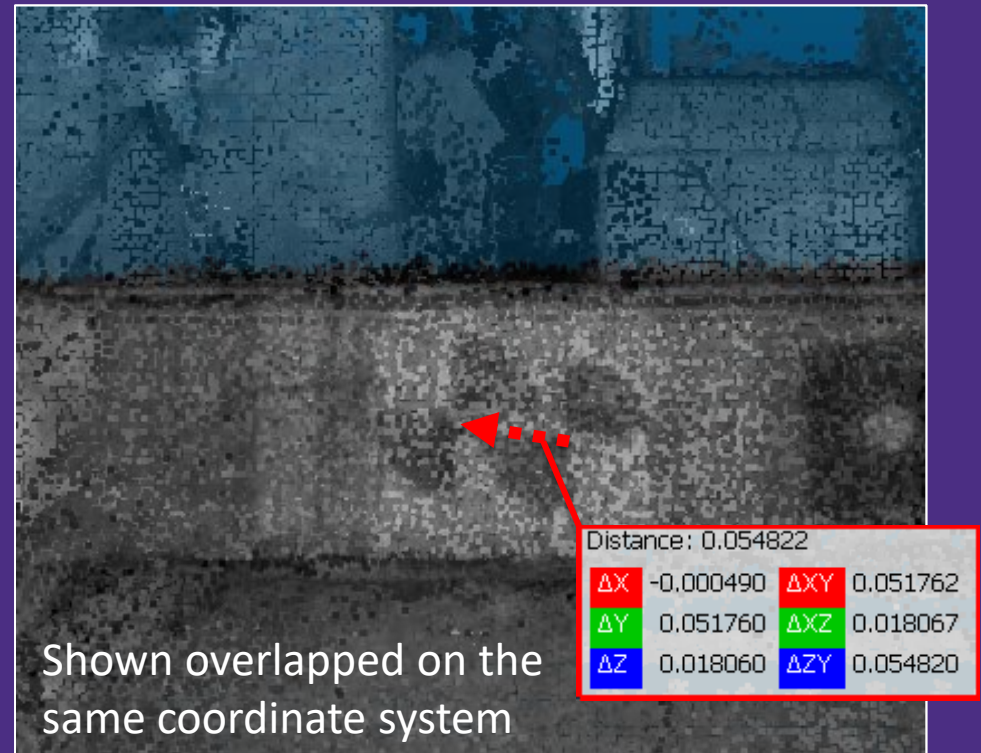 Distance: 0.054822
ΔX -0.000490 ΔXY 0.051762
ΔY 0.051760 ΔXZ 0.018067
ΔZ 0.018060 ΔZY 0.054820
Shown overlapped on the
same coordinate system